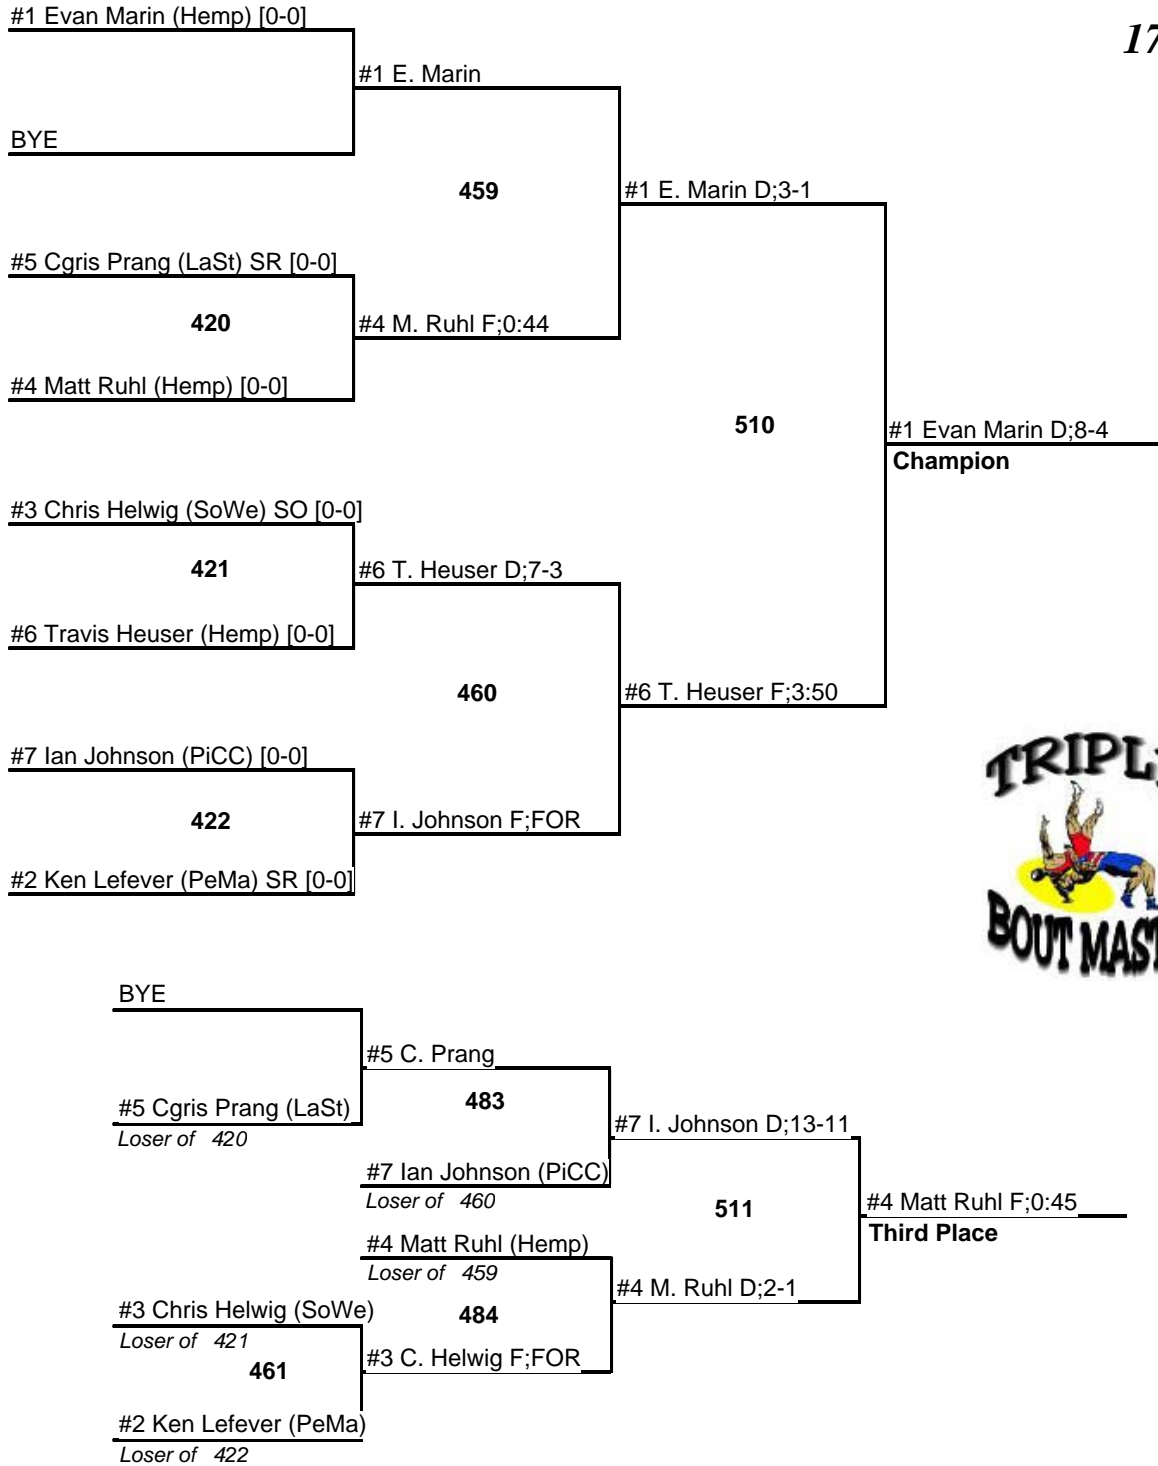 #1 Evan Marin (Hemp) [0-0]
17
#1 E. Marin
BYE
459
#1 E. Marin D;3-1
#5 Cgris Prang (LaSt) SR [0-0]
420
#4 M. Ruhl F;0:44
#4 Matt Ruhl (Hemp) [0-0]
510
#1 Evan Marin D;8-4
Champion
#3 Chris Helwig (SoWe) SO [0-0]
421
#6 T. Heuser D;7-3
#6 Travis Heuser (Hemp) [0-0]
460
#6 T. Heuser F;3:50
#7 Ian Johnson (PiCC) [0-0]
422
#7 I. Johnson F;FOR
#2 Ken Lefever (PeMa) SR [0-0]
TRIPL
BOUT MAST
BYE
#5 C. Prang
483
#5 Cgris Prang (LaSt)
Loser of 420
#7 I. Johnson D;13-11
#7 Ian Johnson (PiCC)
Loser of 460
511
#4 Matt Ruhl F;0:45
Third Place
#4 Matt Ruhl (Hemp)
Loser of 459
#4 M. Ruhl D;2-1
#3 Chris Helwig (SoWe)
Loser of 421
484
461
#3 C. Helwig F;FOR
#2 Ken Lefever (PeMa)
Loser of 422